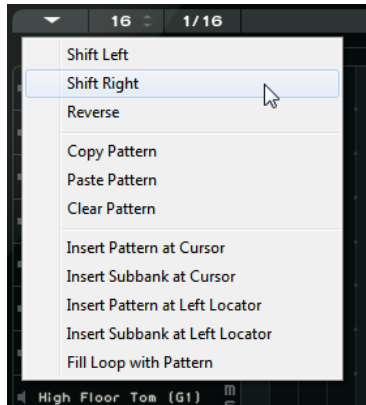 16 1/16
Shift Left
Shift Right
Reverse
Copy Pattern
Paste Pattern
Clear Pattern
Insert Pattern at Cursor
Insert Subbank at Cursor
Insert Pattern at Left Locator
Insert Subbank at Left Locator
Fill Loop with Pattern
High Floor Tom (G1) m